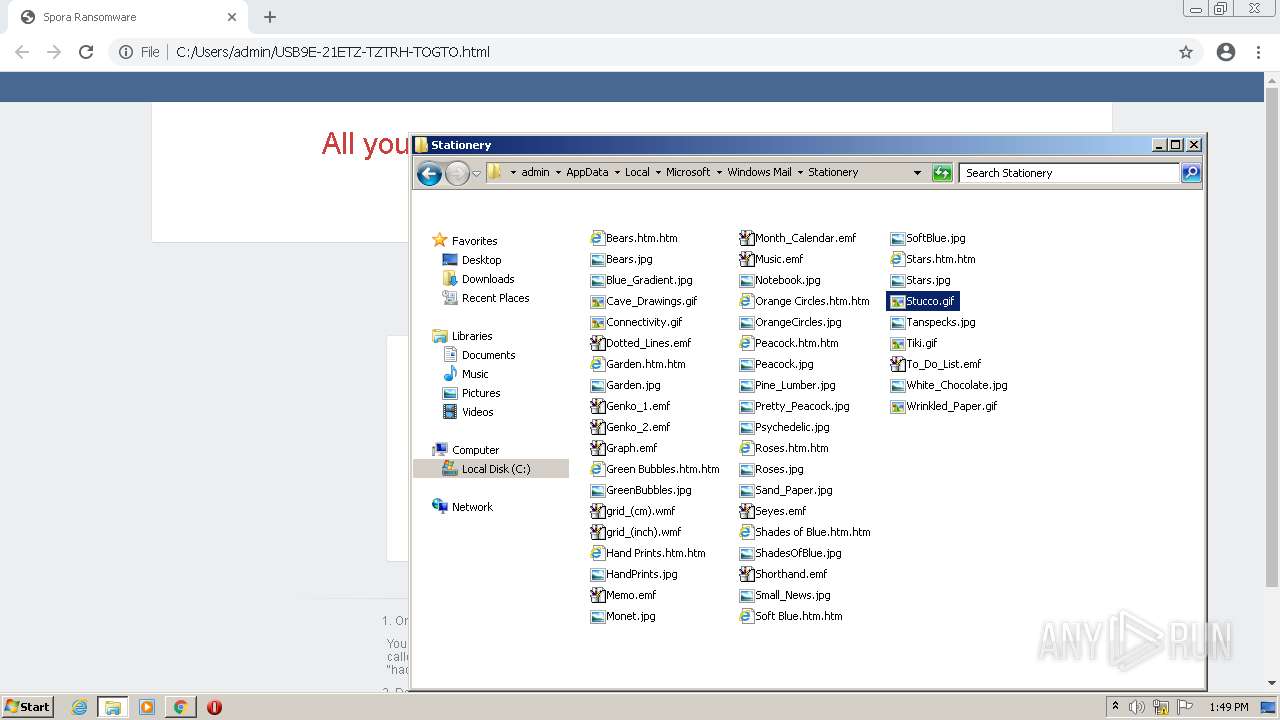 Spora Ransomware
File
C:/Users/admin/USB9E-21ETZ-TZTRH-TOGTO.html
All you
Stationery
admin
AppData
Local
Microsoft
Windows Mail
Stationery
Search Stationery
Favorites
Desktop
Downloads
Recent Places
Libraries
Documents
Music
Pictures
Videos
Computer
Local Disk (C:)
Network
Bears.htm.htm
Bears.jpg
Blue_Gradient.jpg
Cave_Drawings.gif
Connectivity.gif
Dotted_Lines.emf
Garden.htm.htm
Garden.jpg
Genko_1.emf
Genko_2.emf
Graph.emf
Green Bubbles.htm.htm
GreenBubbles.jpg
grid_(cm).wmf
grid_(inch).wmf
Hand Prints.htm.htm
HandPrints.jpg
Memo.emf
Monet.jpg
Month_Calendar.emf
Music.emf
Notebook.jpg
Orange Circles.htm.htm
OrangeCircles.jpg
Peacock.htm.htm
Peacock.jpg
Pine_Lumber.jpg
Pretty_Peacock.jpg
Psychedelic.jpg
Roses.htm.htm
Roses.jpg
Sand_Paper.jpg
Seyes.emf
Shades of Blue.htm.htm
ShadesOfBlue.jpg
Shorthand.emf
Small_News.jpg
Soft Blue.htm.htm
SoftBlue.jpg
Stars.htm.htm
Stars.jpg
Stucco.gif
Tanspecks.jpg
Tiki.gif
To_Do_List.emf
White_Chocolate.jpg
Wrinkled_Paper.gif
1. Or
You
calle
"ha
ANY RUN
Start
1:49 PM